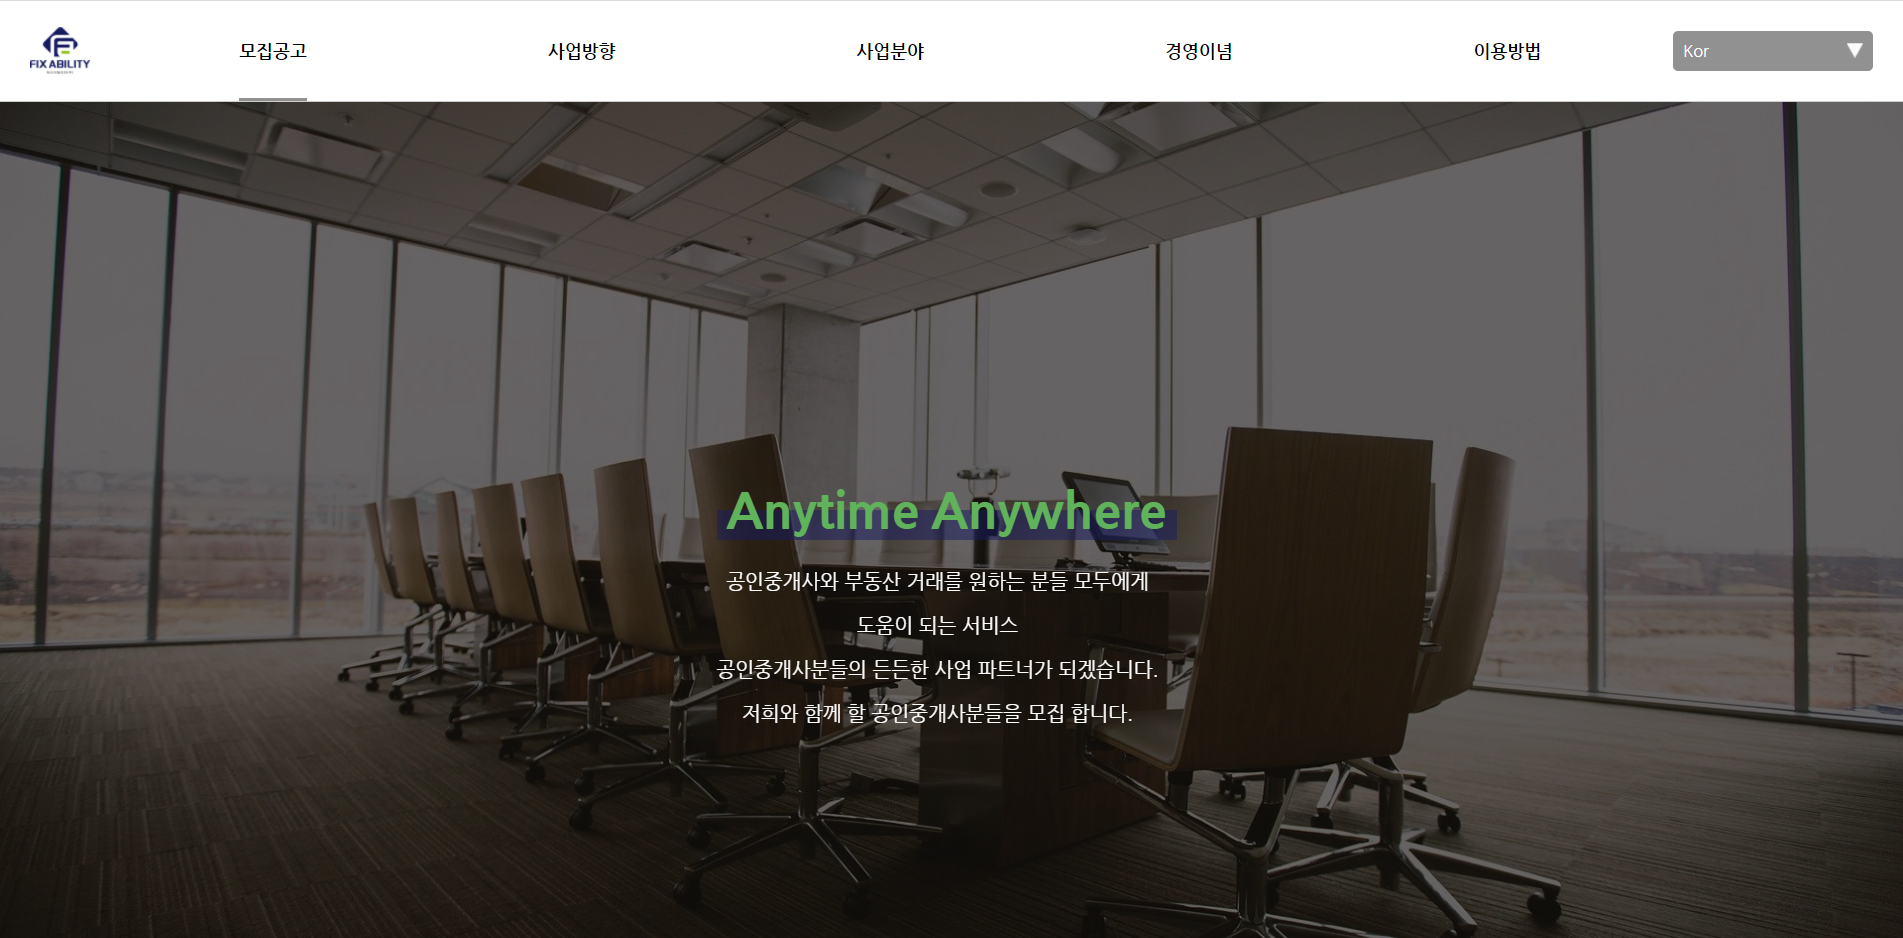 FIX ABILITY
모집공고
사업방향
사업분야
경영이념
이용방법
Kor
Anytime Anywhere
공인중개사와 부동산 거래를 원하는 분들 모두에게
도움이 되는 서비스
공인중개사분들의 든든한 사업 파트너가 되겠습니다.
저희와 함께 할 공인중개사분들을 모집 합니다.